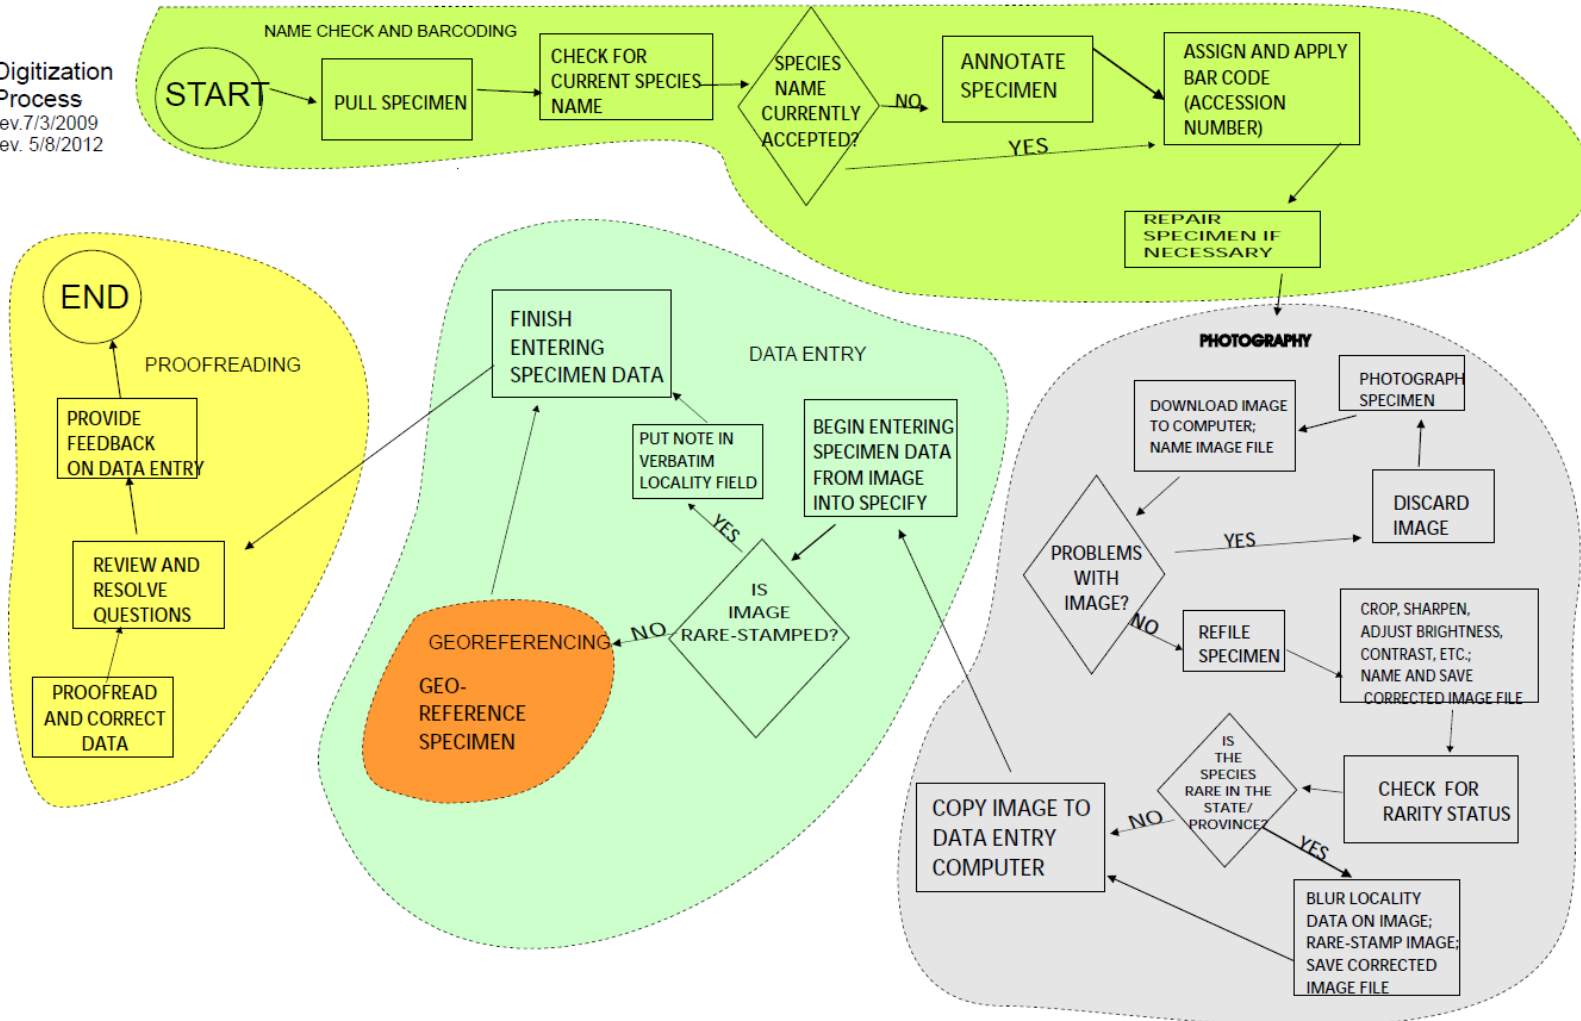 Digitization
Process
ev.7/3/2009
ev. 5/8/2012
NAME CHECK AND BARCODING
START
PULL SPECIMEN
CHECK FOR
CURRENT SPECIES
NAME
SPECIES
NAME
CURRENTLY
ACCEPTED?
NO
YES
ANNOTATE
SPECIMEN
ASSIGN AND APPLY
BAR CODE
(ACCESSION
NUMBER)
REPAIR
SPECIMEN IF
NECESSARY
PHOTOGRAPHY
PHOTOGRAPH
SPECIMEN
DOWNLOAD IMAGE
TO COMPUTER;
NAME IMAGE FILE
PROBLEMS
WITH
IMAGE?
YES
DISCARD
IMAGE
NO
REFILE
SPECIMEN
CROP, SHARPEN,
ADJUST BRIGHTNESS,
CONTRAST, ETC.;
NAME AND SAVE
CORRECTED IMAGE FILE
CHECK FOR
RARITY STATUS
IS
THE
SPECIES
RARE IN THE
STATE/
PROVINCE?
NO
YES
BLUR LOCALITY
DATA ON IMAGE;
RARE-STAMP IMAGE;
SAVE CORRECTED
IMAGE FILE
COPY IMAGE TO
DATA ENTRY
COMPUTER
DATA ENTRY
BEGIN ENTERING
SPECIMEN DATA
FROM IMAGE
INTO SPECIFY
IS
IMAGE
RARE-STAMPED?
YES
PUT NOTE IN
VERBATIM
LOCALITY FIELD
NO
GEOREFERENCING
GEO-
REFERENCE
SPECIMEN
FINISH
ENTERING
SPECIMEN DATA
PROOFREADING
PROOFREAD
AND CORRECT
DATA
REVIEW AND
RESOLVE
QUESTIONS
PROVIDE
FEEDBACK
ON DATA ENTRY
END